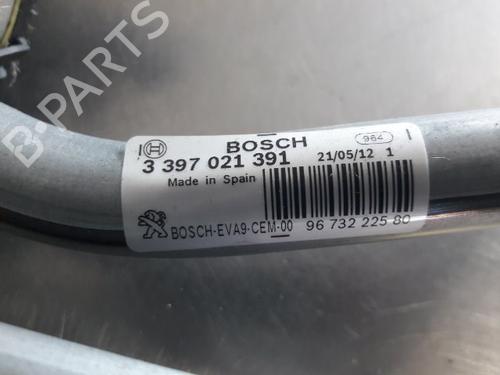 BOSCH 984
3 397 021 391 21/05/12 1
Made in Spain
BOSCH-EVA9-CEM-00 96 732 225 80
B-PARTS